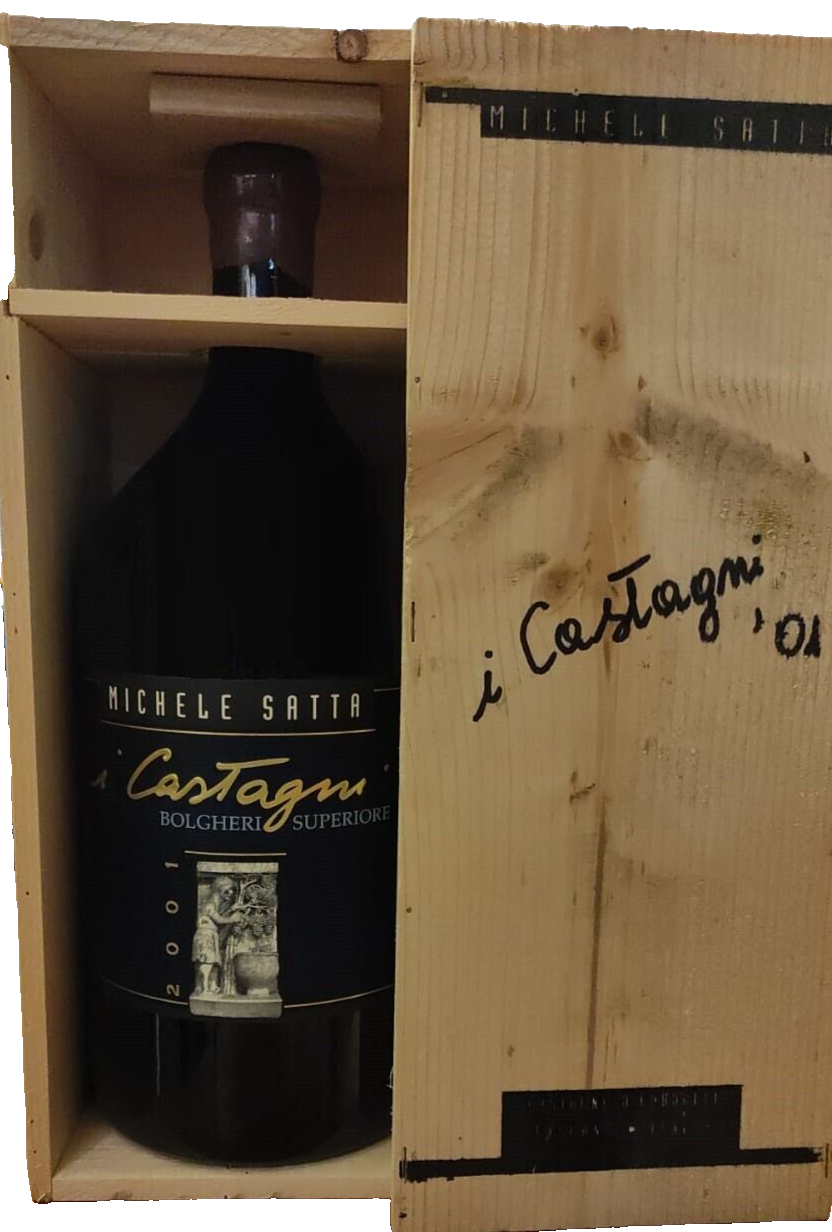 MICHELE SATTA
i Castagni
BOLGHERI SUPERIORE
2001
MICHELE SATTA
i Castagni
'01